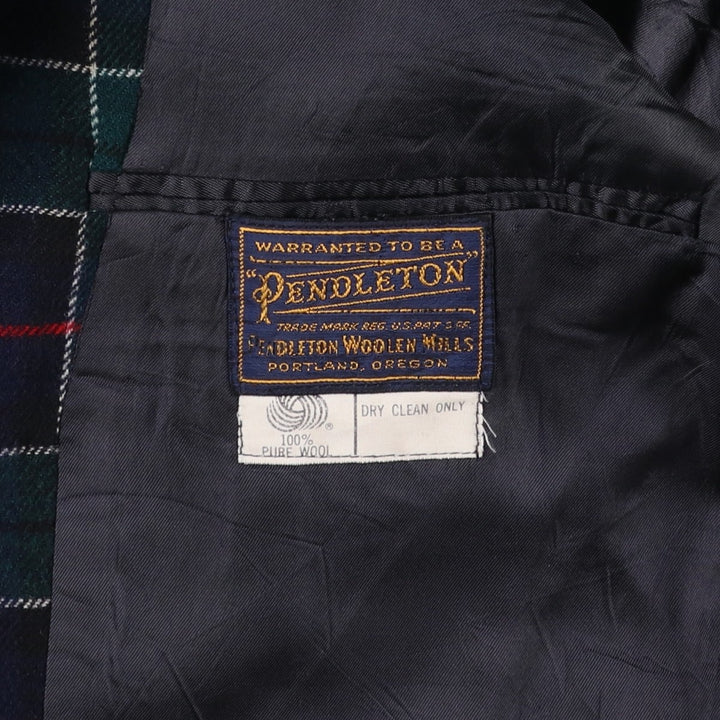 WARRANTED TO BE A
"PENDLETON"
TRADE MARK REG. U.S. PAT. OFF.
PENDLETON WOOLEN MILLS
PORTLAND, OREGON
®
100%
PURE WOOL
DRY CLEAN ONLY